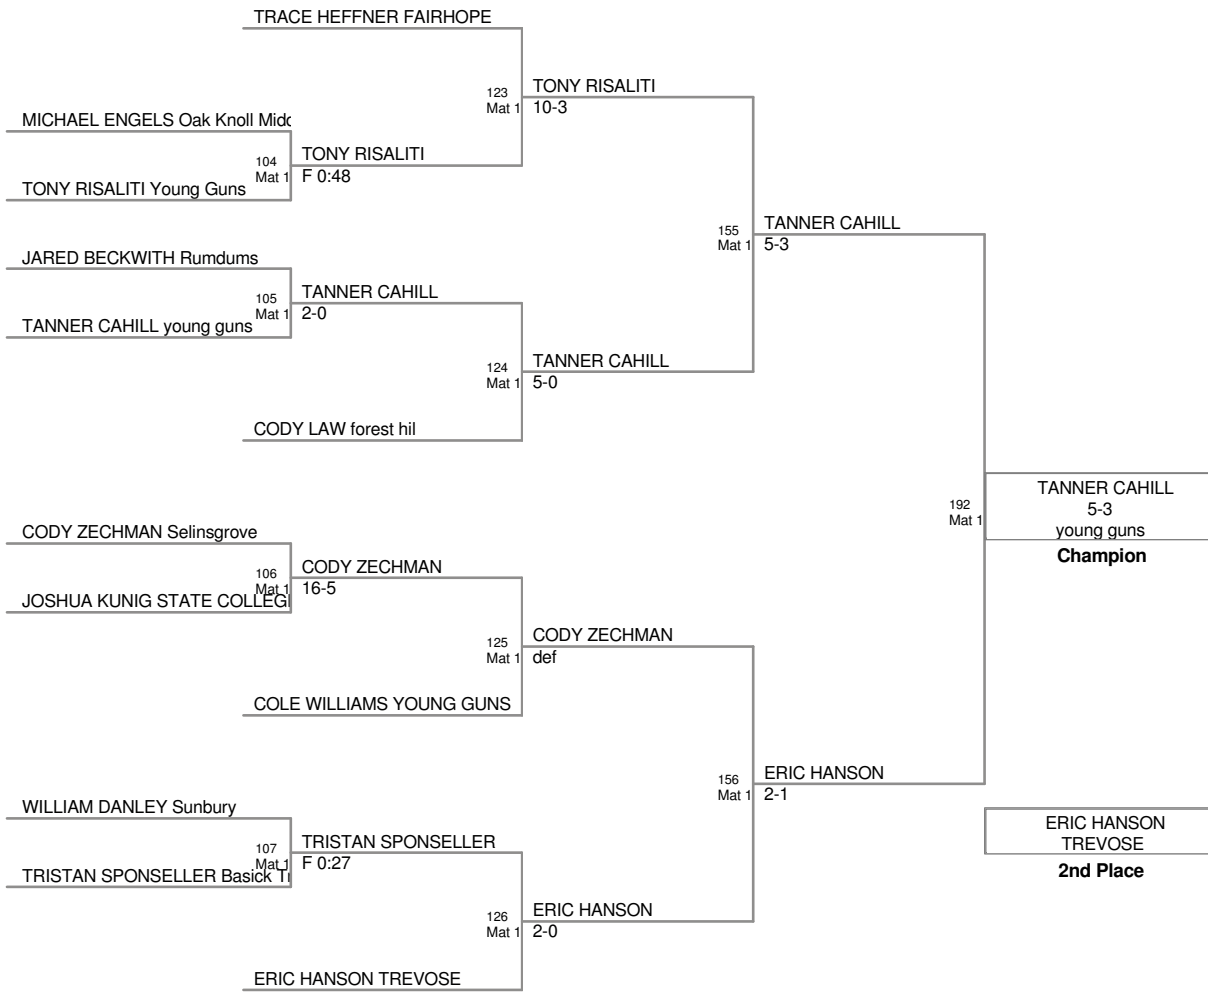 TRACE HEFFNER FAIRHOPE
123
Mat 1
TONY RISALITI
10-3
MICHAEL ENGELS Oak Knoll Midd
104
Mat 1
TONY RISALITI
F 0:48
TONY RISALITI Young Guns
155
Mat 1
TANNER CAHILL
5-3
JARED BECKWITH Rumdums
105
Mat 1
TANNER CAHILL
2-0
TANNER CAHILL young guns
124
Mat 1
TANNER CAHILL
5-0
CODY LAW forest hil
192
Mat 1
TANNER CAHILL
5-3
young guns
Champion
CODY ZECHMAN Selinsgrove
106
Mat 1
CODY ZECHMAN
16-5
JOSHUA KUNIG STATE COLLEG
125
Mat 1
CODY ZECHMAN
def
COLE WILLIAMS YOUNG GUNS
156
Mat 1
ERIC HANSON
2-1
WILLIAM DANLEY Sunbury
107
Mat 1
TRISTAN SPONSELLER
F 0:27
TRISTAN SPONSELLER Basick
126
Mat 1
ERIC HANSON
2-0
ERIC HANSON TREVOSE
ERIC HANSON
TREVOSE
2nd Place